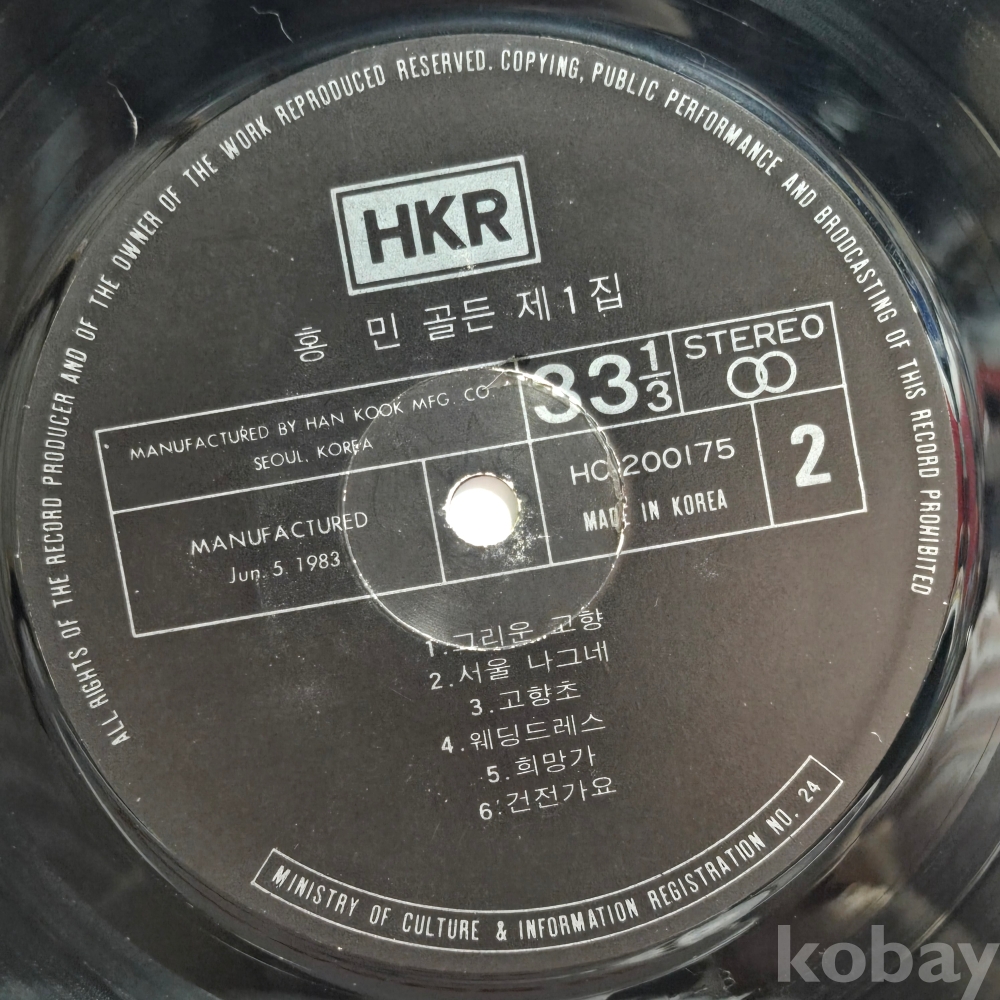 ALL RIGHTS OF THE RECORD PRODUCER AND OF THE OWNER OF THE WORK REPRODUCED RESERVED. COPYING, PUBLIC PERFORMANCE AND BRODCASTING OF THIS RECORD PROHIBITED
HKR
홍 민 골든 제1집
MANUFACTURED BY HAN KOOK MFG. CO.
SEOUL, KOREA
33 1/3
STEREO
MANUFACTURED
Jun. 5. 1983
HC-200175
MADE IN KOREA
2
1.그리운 고향
2.서울 나그네
3.고향초
4.웨딩드레스
5.희망가
6.건전가요
MINISTRY OF CULTURE & INFORMATION REGISTRATION NO. 24
kobay